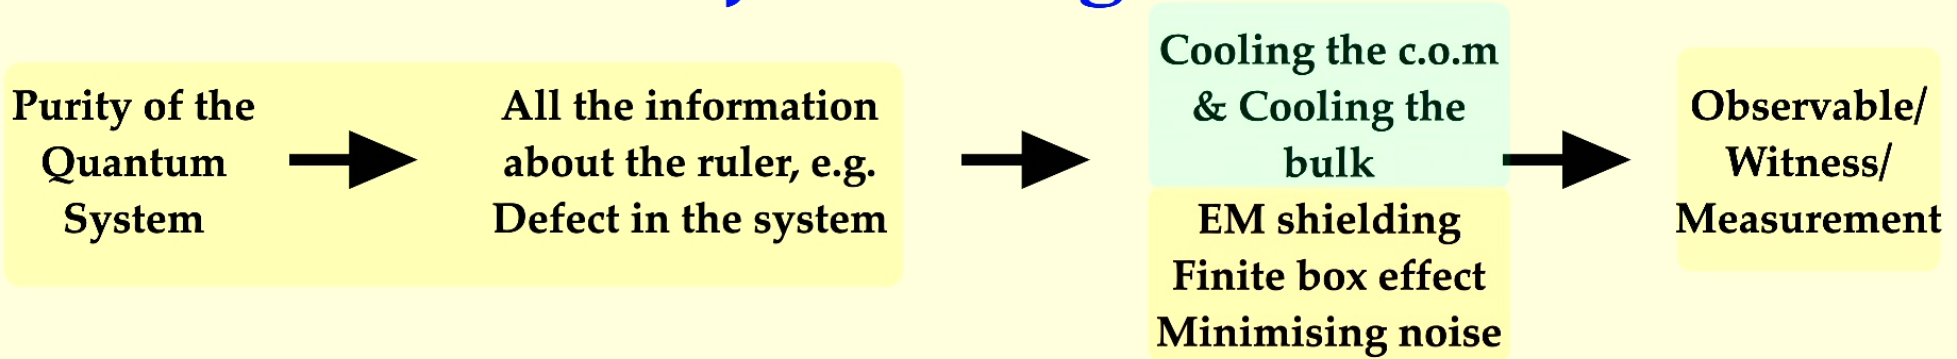 Purity of the
Quantum
System
All the information
about the ruler, e.g.
Defect in the system
Cooling the c.o.m
& Cooling the
bulk
EM shielding
Finite box effect
Minimising noise
Observable/
Witness/
Measurement